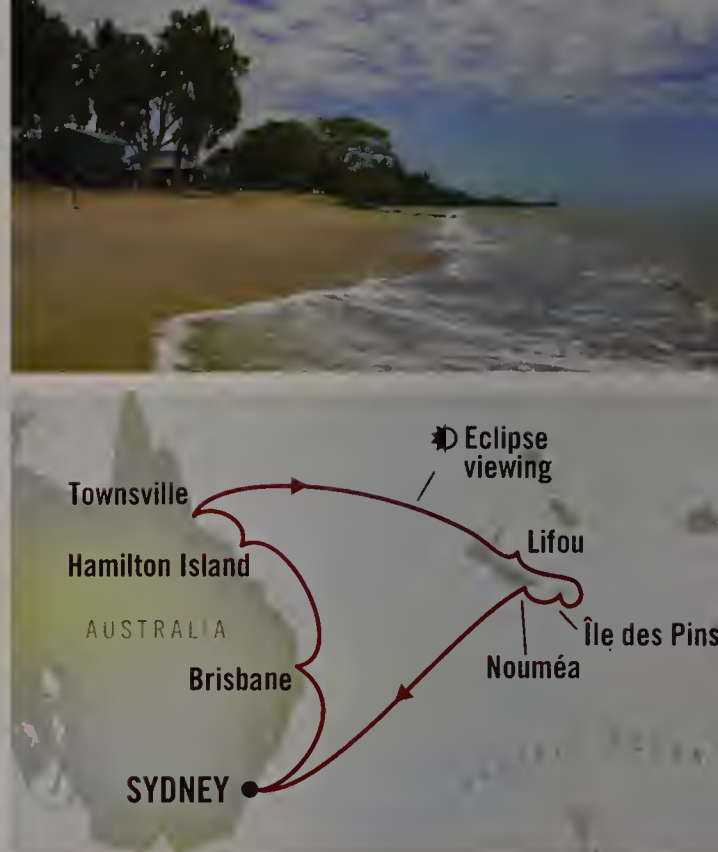 Eclipse
viewing
Townsville
Lifou
Hamilton Island
AUSTRALIA
Île des Pins
Nouméa
Brisbane
SYDNEY